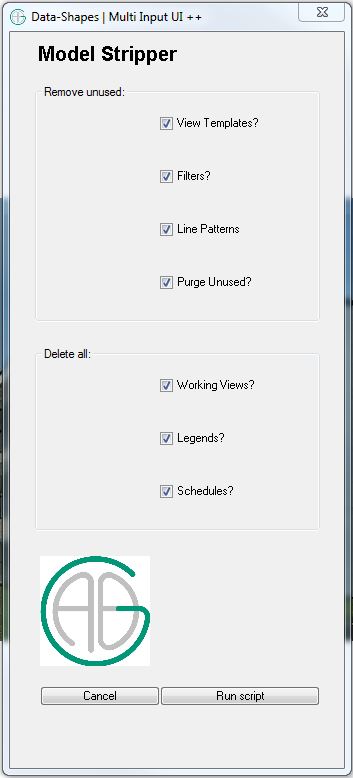 Data-Shapes | Multi Input UI ++
Model Stripper
Remove unused:
View Templates?
Filters?
Line Patterns
Purge Unused?
Delete all:
Working Views?
Legends?
Schedules?
Cancel
Run script